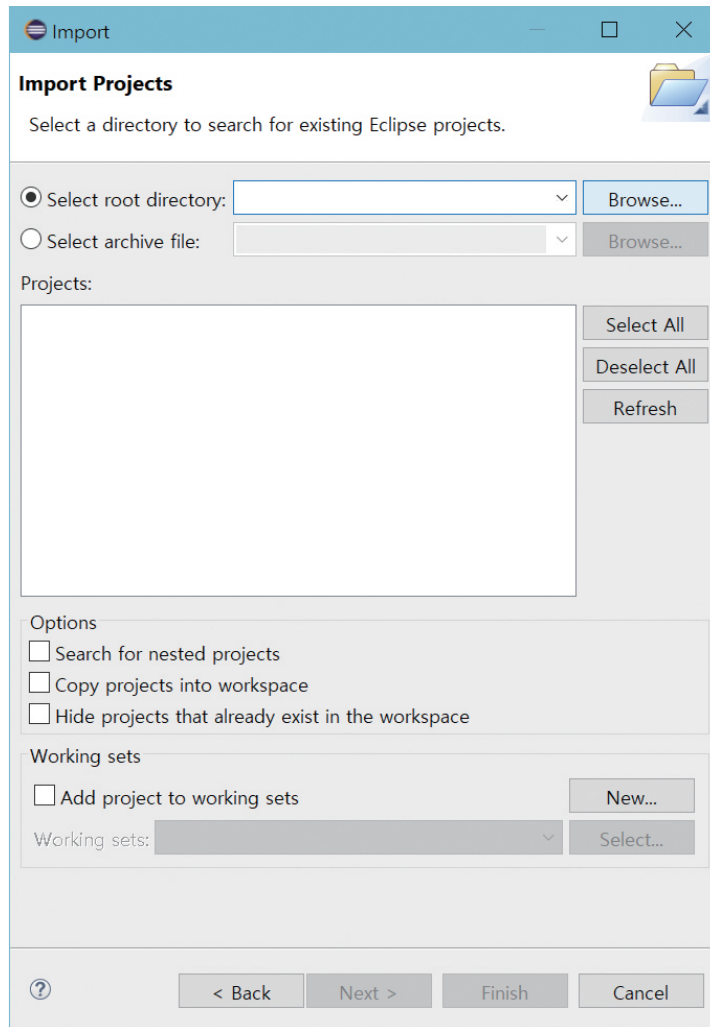 Import
Import Projects
Select a directory to search for existing Eclipse projects.
Select root directory: Browse...
Select archive file: Browse...
Projects:
Select All
Deselect All
Refresh
Options
Search for nested projects
Copy projects into workspace
Hide projects that already exist in the workspace
Working sets
Add project to working sets New...
Working sets: Select...
? < Back Next > Finish Cancel